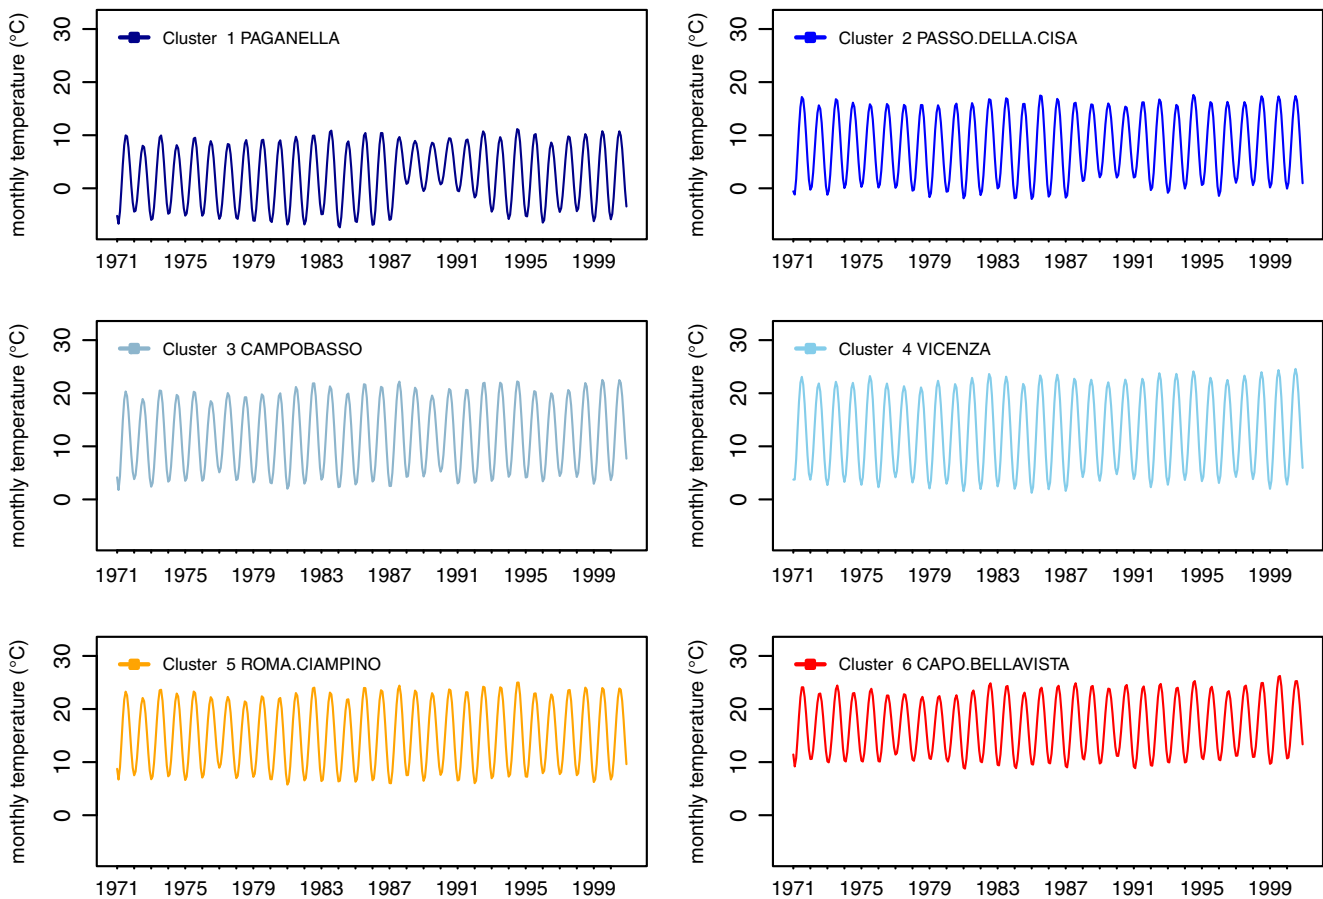 monthly temperature (°C)
30
20
10
0
Cluster 1 PAGANELLA
1971 1975 1979 1983 1987 1991 1995 1999
monthly temperature (°C)
30
20
10
0
Cluster 2 PASSO.DELLA.CISA
1971 1975 1979 1983 1987 1991 1995 1999
monthly temperature (°C)
30
20
10
0
Cluster 3 CAMPOBASSO
1971 1975 1979 1983 1987 1991 1995 1999
monthly temperature (°C)
30
20
10
0
Cluster 4 VICENZA
1971 1975 1979 1983 1987 1991 1995 1999
monthly temperature (°C)
30
20
10
0
Cluster 5 ROMA.CIAMPINO
1971 1975 1979 1983 1987 1991 1995 1999
monthly temperature (°C)
30
20
10
0
Cluster 6 CAPO.BELLAVISTA
1971 1975 1979 1983 1987 1991 1995 1999